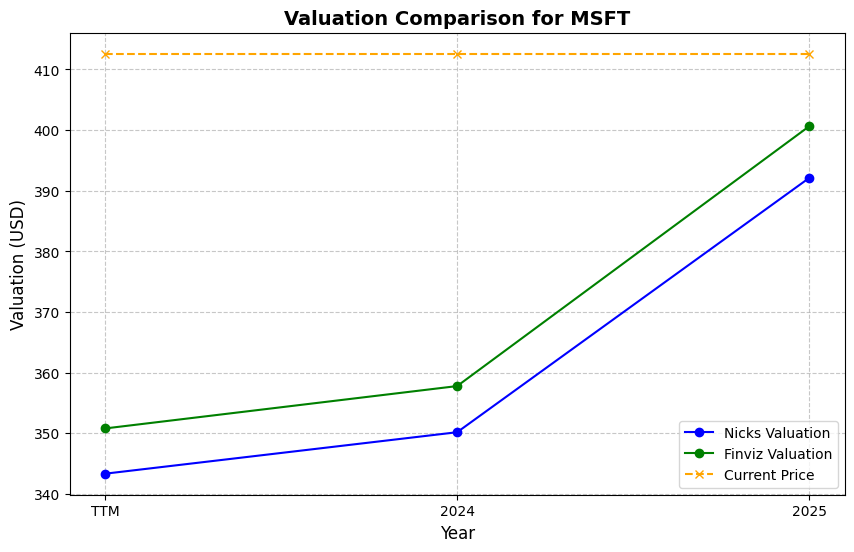 Valuation Comparison for MSFT
Valuation (USD)
410
400
390
380
370
360
350
340
TTM
2024
2025
Year
Nicks Valuation
Finviz Valuation
Current Price